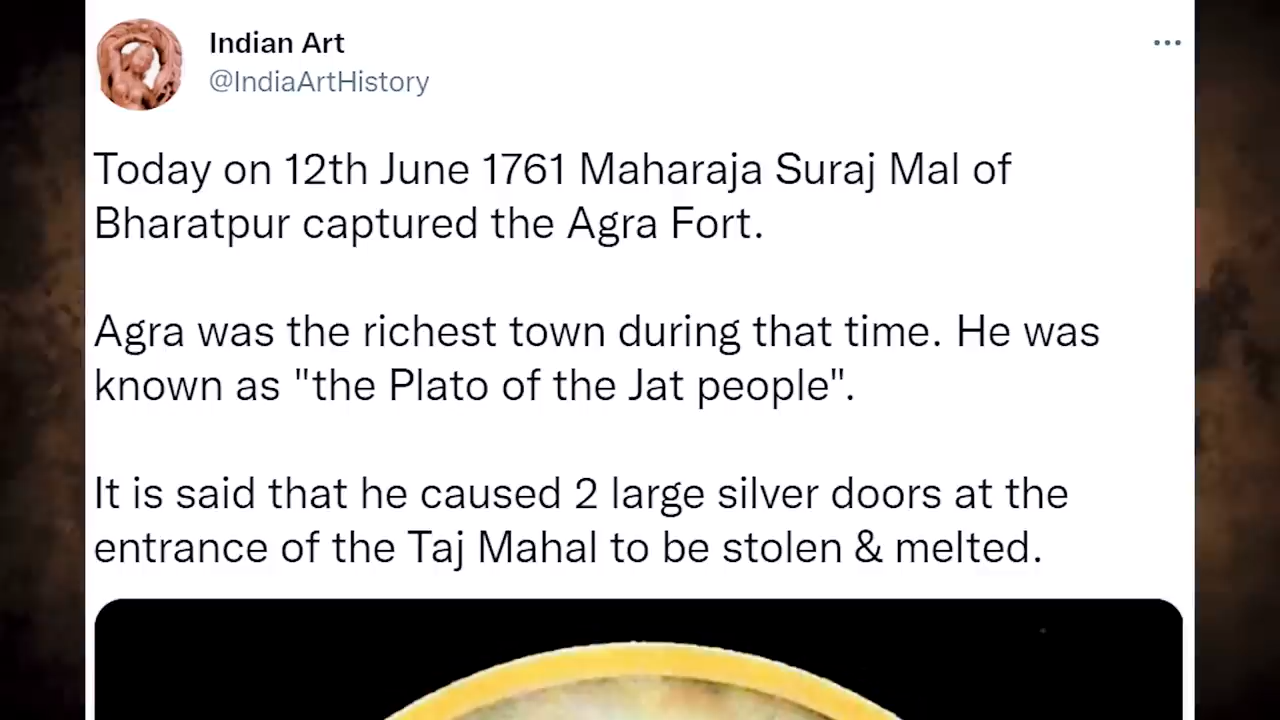 Indian Art
@IndiaArtHistory
Today on 12th June 1761 Maharaja Suraj Mal of
Bharatpur captured the Agra Fort.
Agra was the richest town during that time. He was
known as "the Plato of the Jat people".
It is said that he caused 2 large silver doors at the
entrance of the Taj Mahal to be stolen & melted.